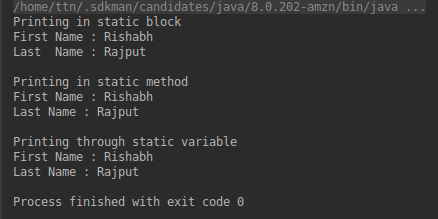 /home/ttn/.sdkman/candidates/java/8.0.202-amzn/bin/java ...
Printing in static block
First Name : Rishabh
Last  Name : Rajput
Printing in static method
First Name : Rishabh
Last Name : Rajput
Printing through static variable
First Name : Rishabh
Last Name : Rajput
Process finished with exit code 0